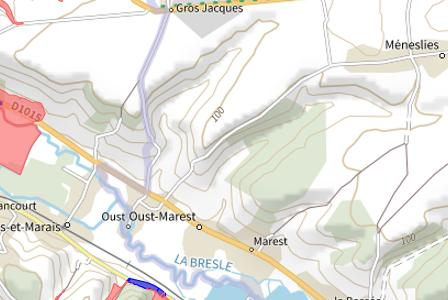 Gros Jacques
Méneslies
D1015
100
ancourt
s-et-Marais
Oust
Oust-Marest
Marest
100
LA BRESLE